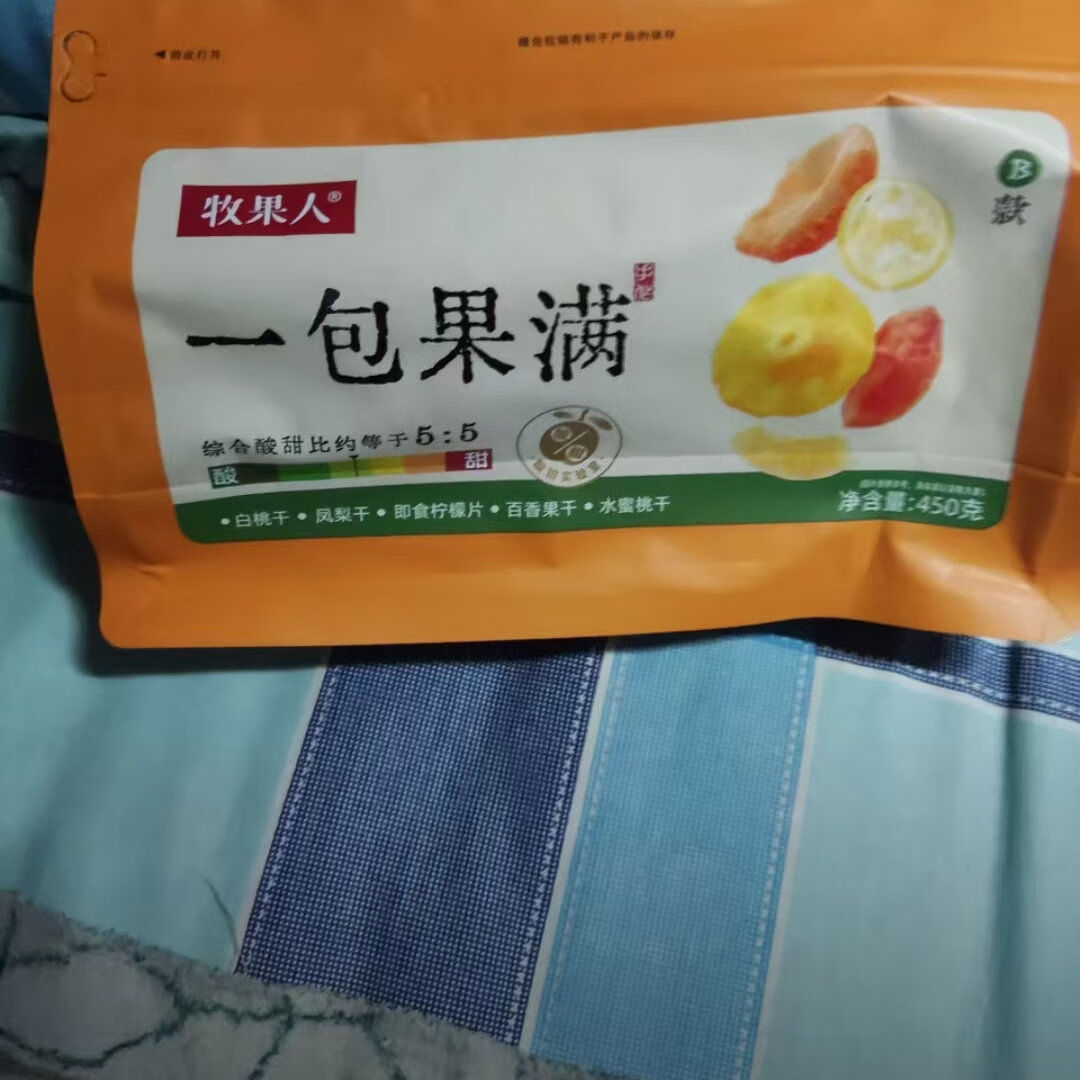 ◀ 由此打开
牧果人®
B
款
一包果满
综合酸甜比约等于5:5
酸
甜
•白桃干•凤梨干•即食柠檬片•百香果干•水蜜桃干
净含量:450克